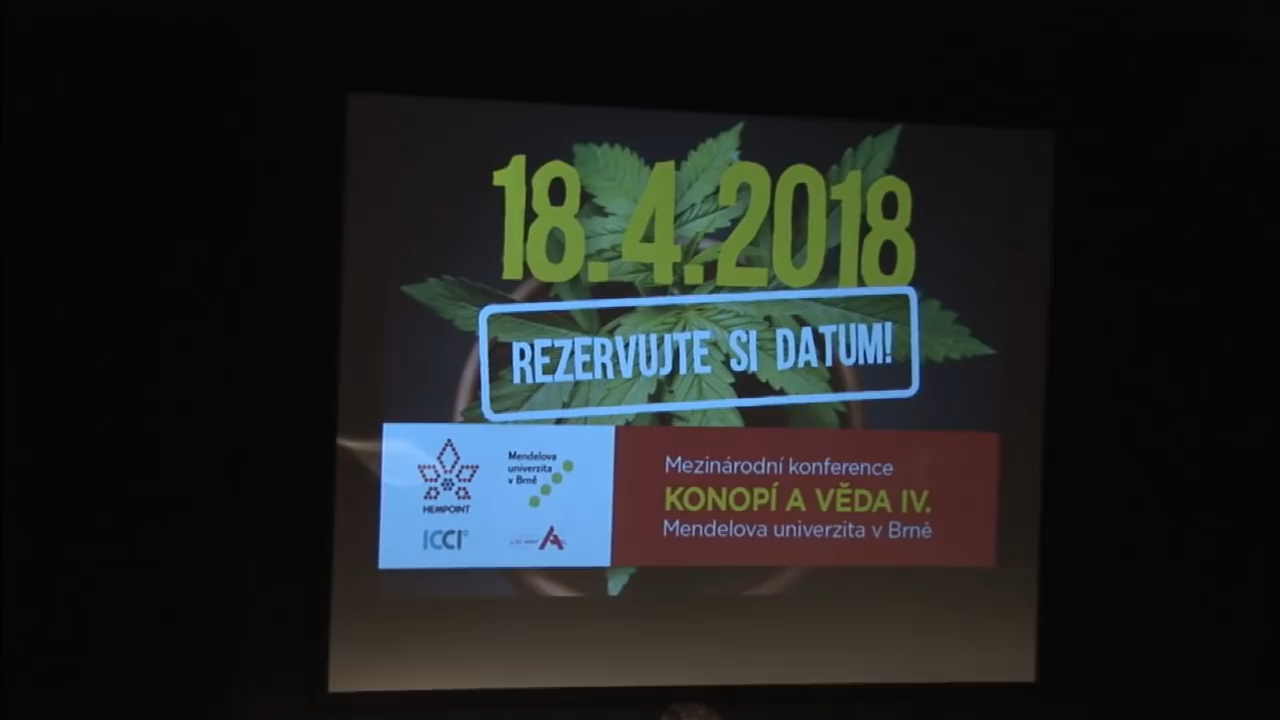 18.4.2018
REZERVUJTE SI DATUM!
Mendelova
univerzita
v Brně
HEMPOINT
ICCI
Mezinárodní konference
KONOPÍ A VĚDA IV.
Mendelova univerzita v Brně